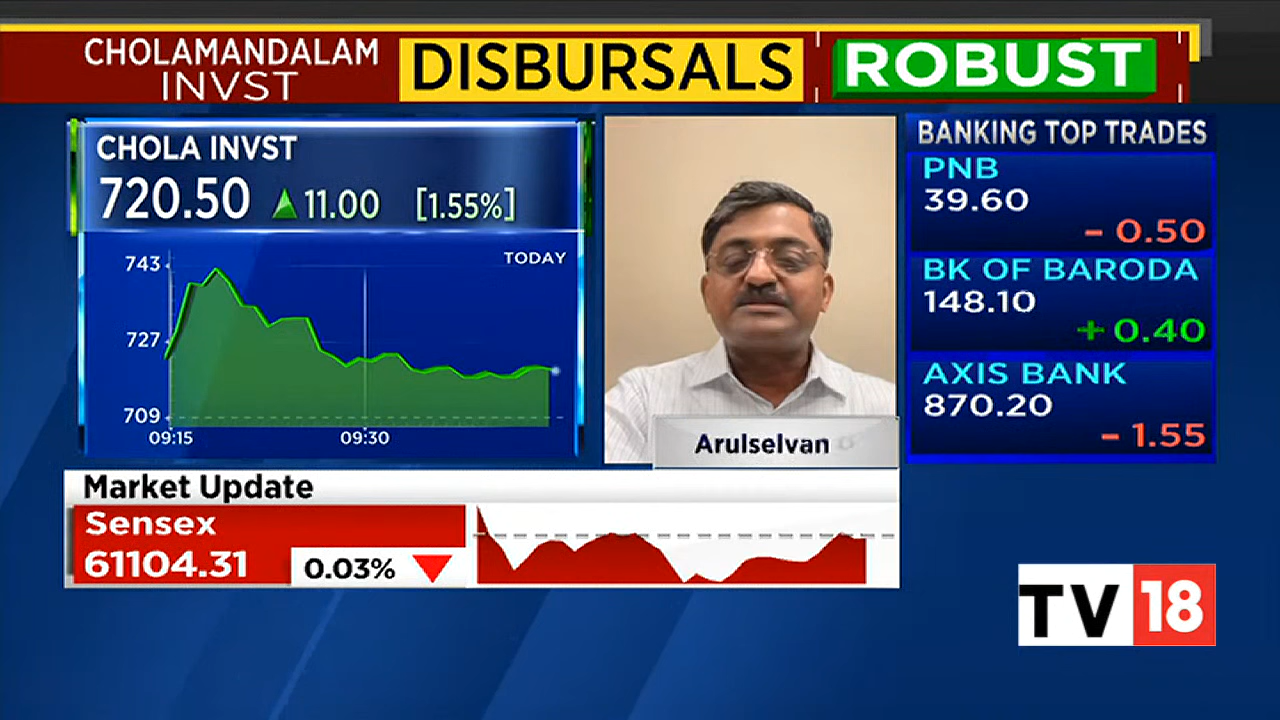 CHOLAMANDALAM
INVST
DISBURSALS
ROBUST
CHOLA INVST
720.50 ▲ 11.00 [1.55%]
TODAY
743
727
709
09:15 09:30
Arulselvan
BANKING TOP TRADES
PNB
39.60
- 0.50
BK OF BARODA
148.10
+ 0.40
AXIS BANK
870.20
- 1.55
Market Update
Sensex
61104.31 0.03% ▼
TV 18